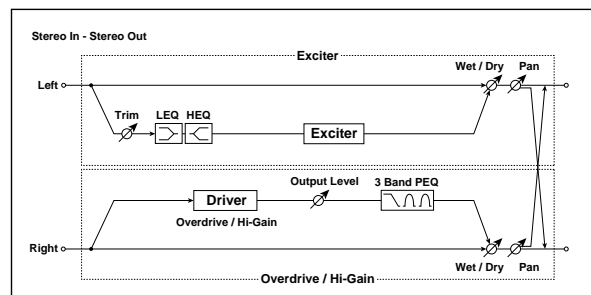 Stereo In - Stereo Out
Exciter
Wet / Dry Pan
Left
Trim LEQ HEQ
Exciter
Output Level 3 Band PEQ
Driver
Overdrive / Hi-Gain
Right
Wet / Dry Pan
Overdrive / Hi-Gain